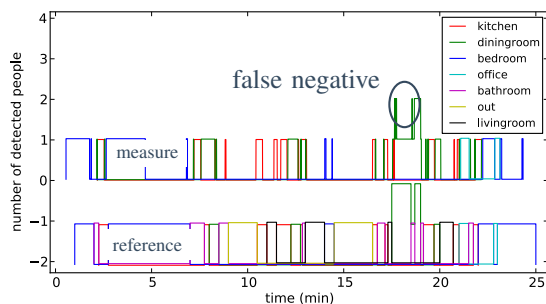 4
3
2
1
0
−1
−2
number of detected people
false negative
measure
reference
kitchen
diningroom
bedroom
office
bathroom
out
livingroom
0 5 10 15 20 25
time (min)